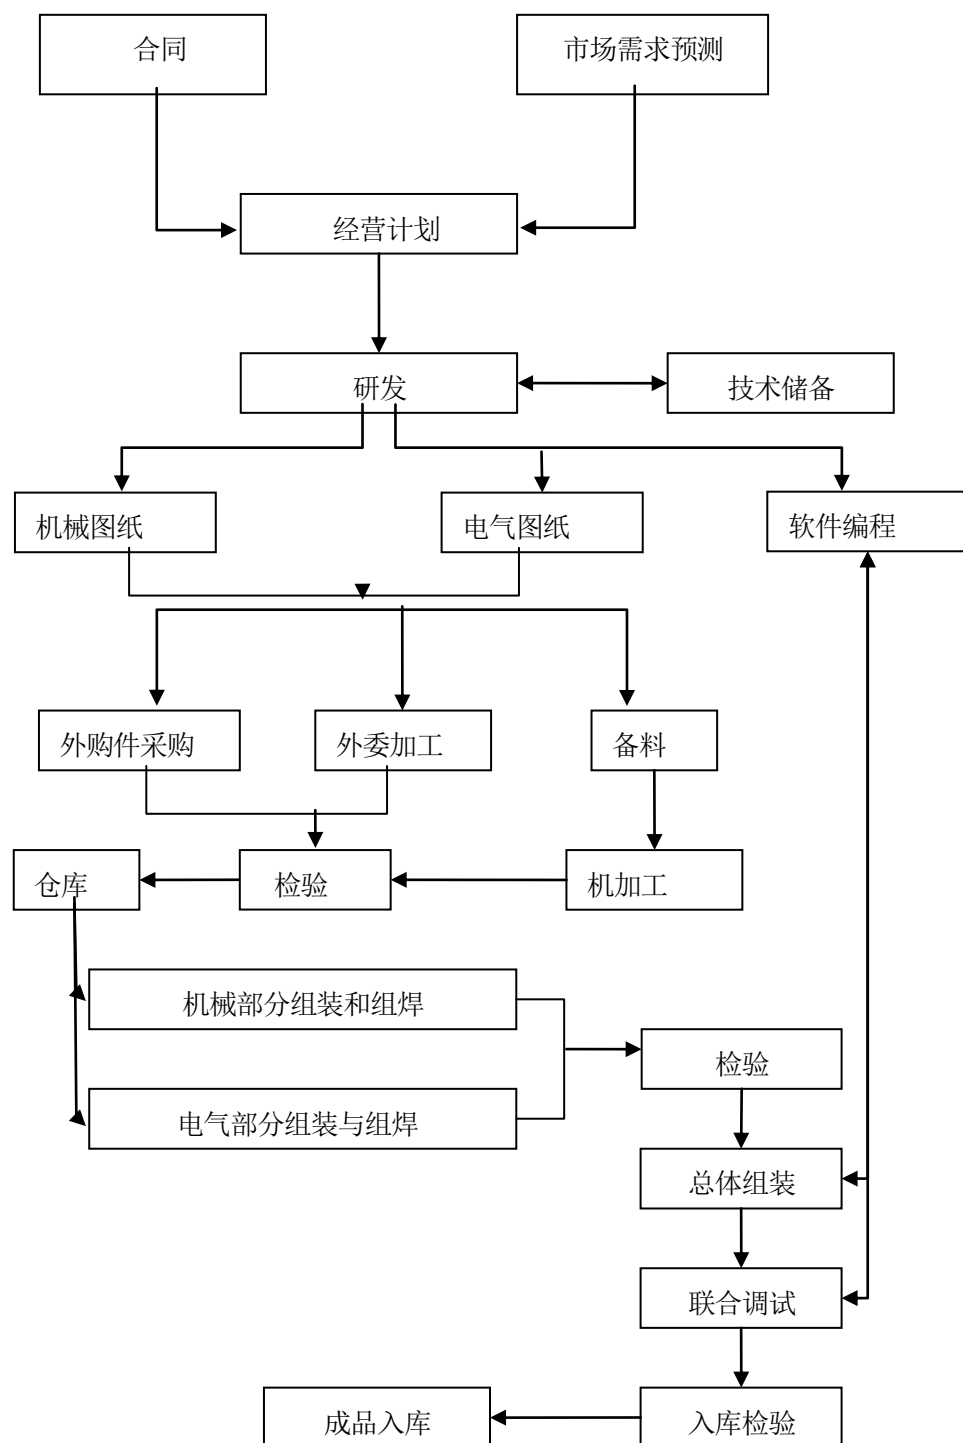 合同
市场需求预测
经营计划
研发
技术储备
机械图纸
电气图纸
软件编程
外购件采购
外委加工
备料
仓库
检验
机加工
机械部分组装和组焊
检验
电气部分组装与组焊
总体组装
联合调试
成品入库
入库检验